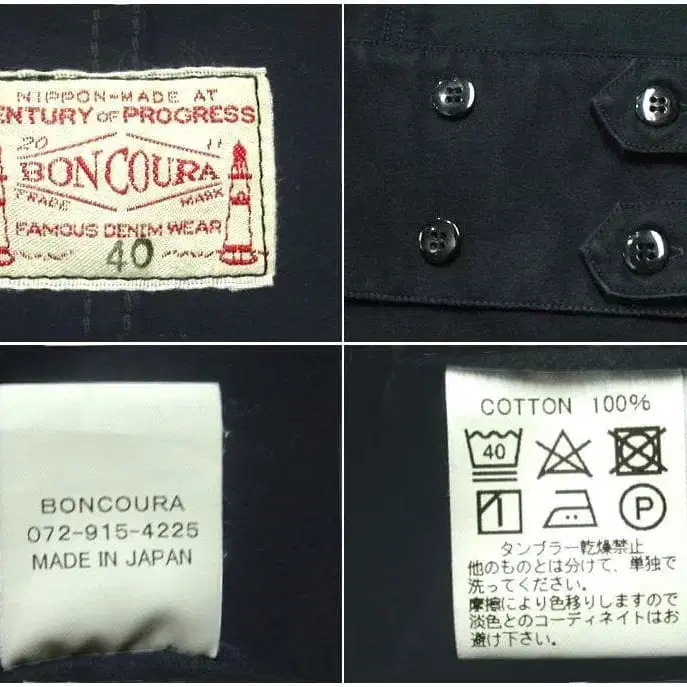 NIPPON-MADE AT
CENTURY OF PROGRESS
20 11
BONCOURA
TRADE MARK
FAMOUS DENIM WEAR
40
BONCOURA
072-915-4225
MADE IN JAPAN
COTTON 100%
40
P
タンブラー乾燥禁止
他のものとは分けて、単独で
洗ってください。
摩擦により色移りしますので
淡色とのコーディネイトはお
避け下さい。